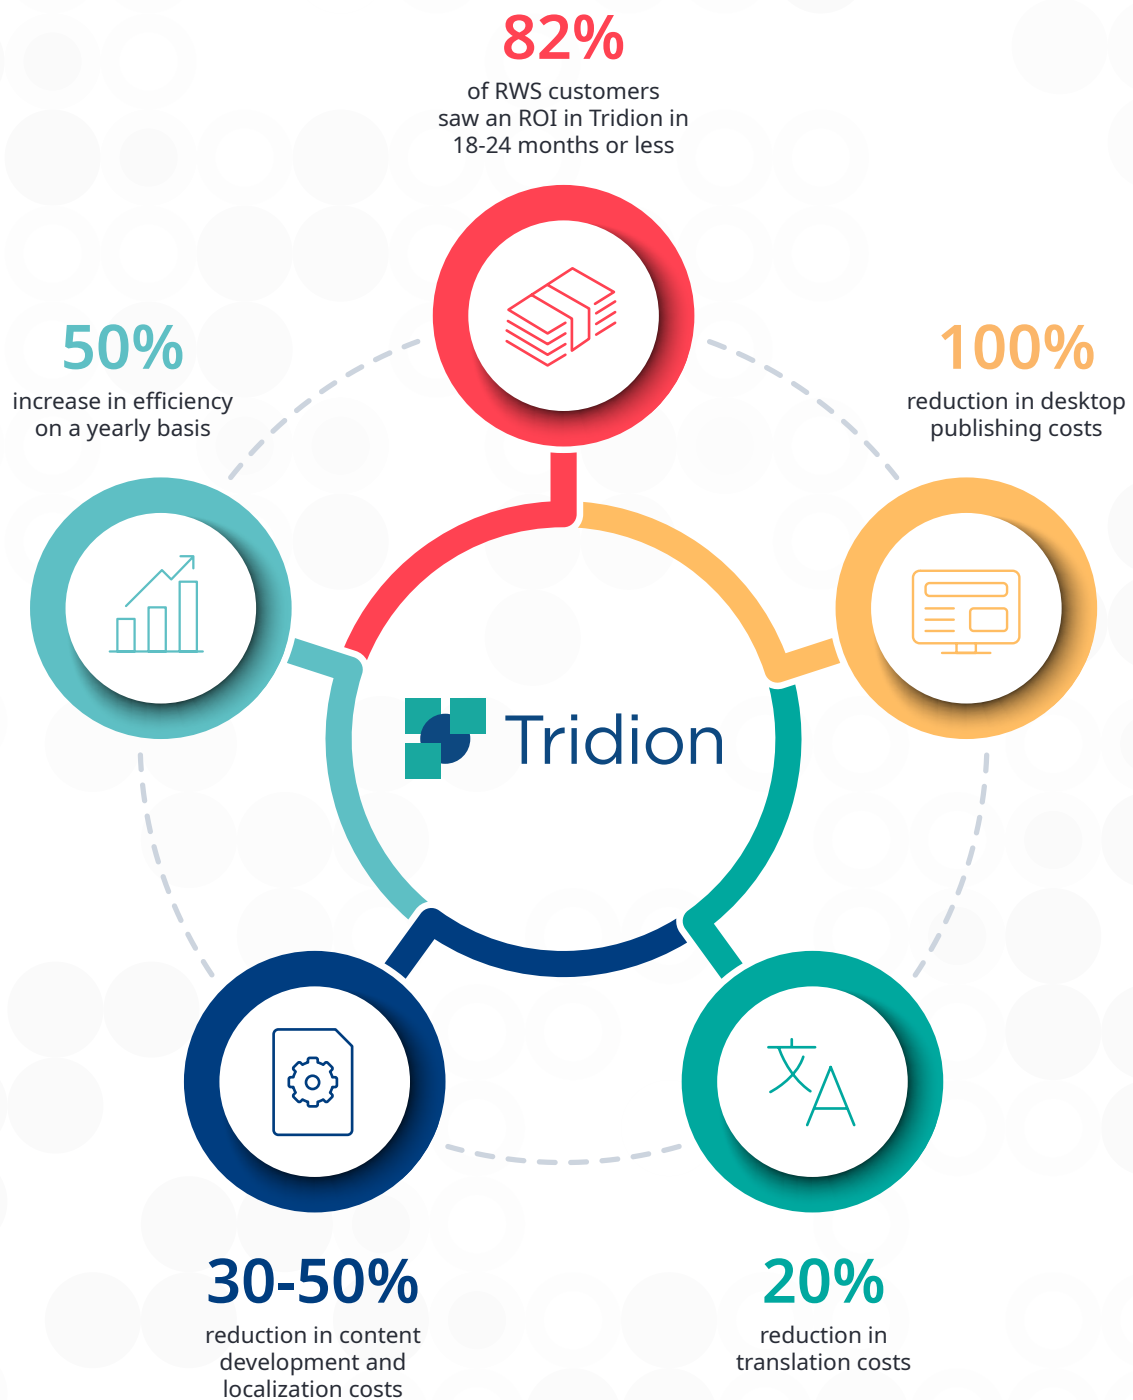 82%
of RWS customers
saw an ROI in Tridion in
18-24 months or less
50%
increase in efficiency
on a yearly basis
100%
reduction in desktop
publishing costs
Tridion
文A
30-50%
reduction in content
development and
localization costs
20%
reduction in
translation costs